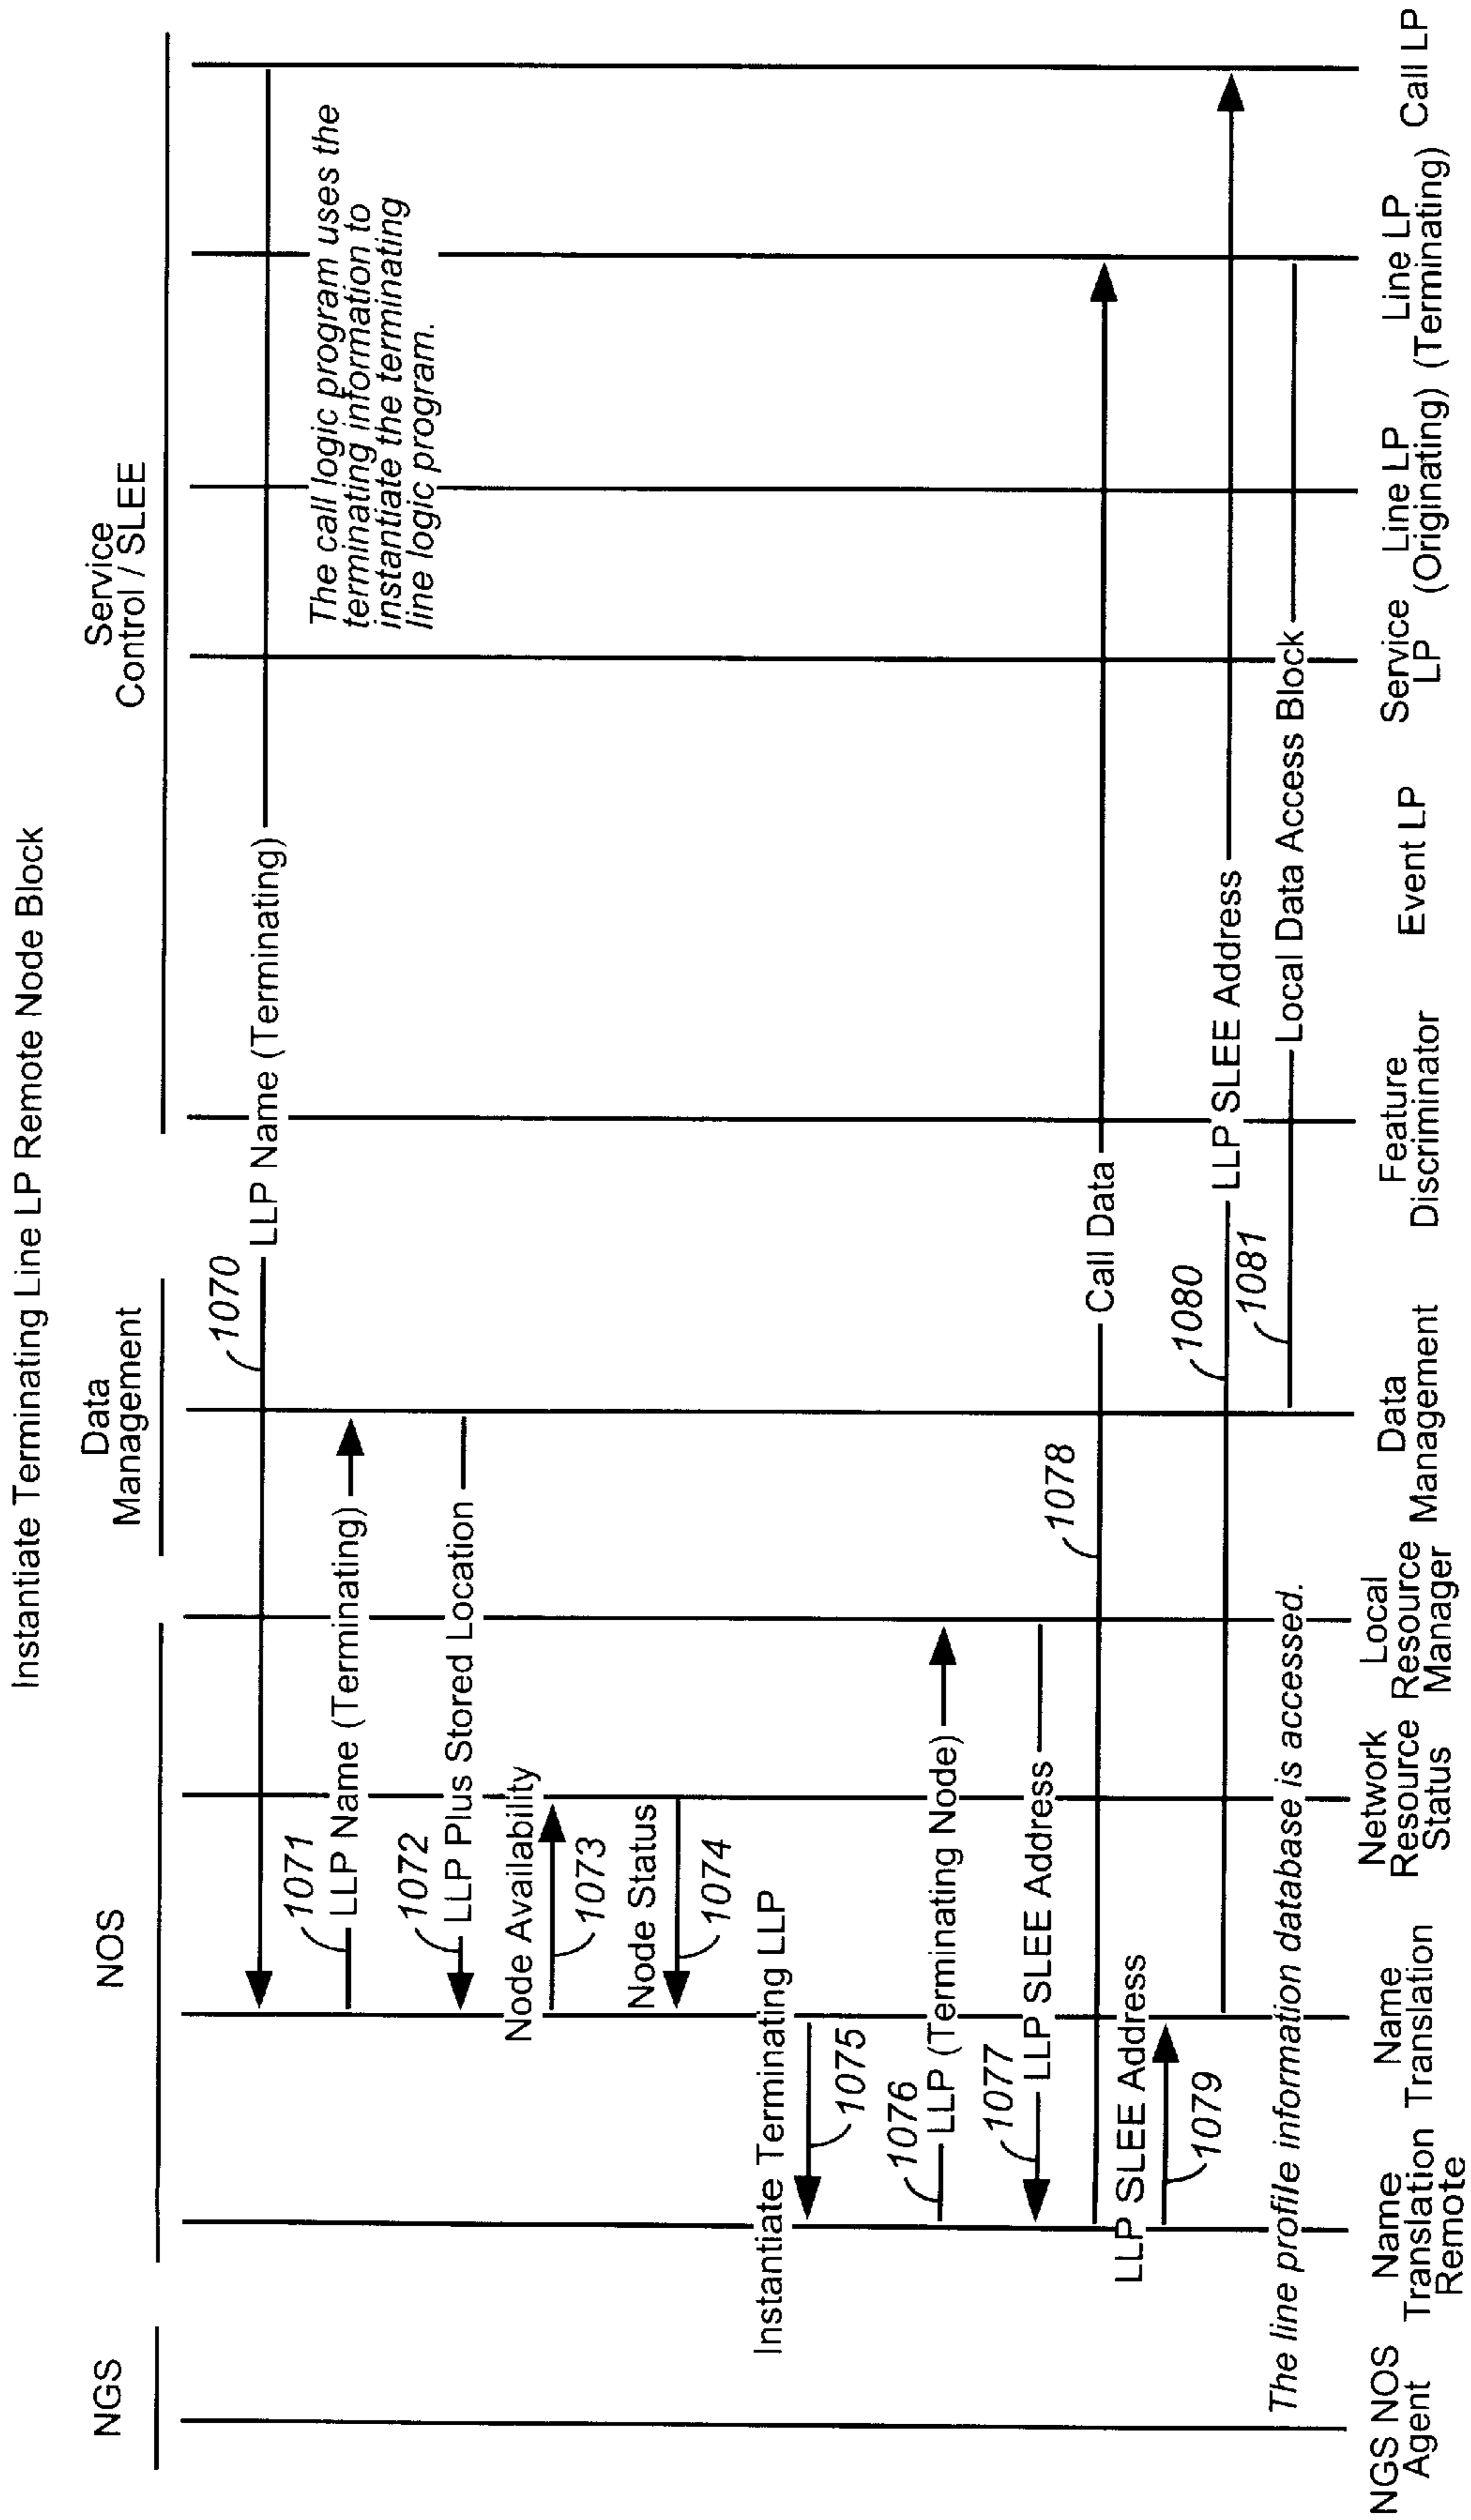 Instantiate Terminating Line LP Remote Node Block
NGS
NOS
Data
Management
Service
Control / SLEE
1070
LLP Name (Terminating)
The call logic program uses the
terminating information to
instantiate the terminating
line logic program.
1071
LLP Name (Terminating)
1072
LLP Plus Stored Location
Node Availability
1073
Node Status
1074
Instantiate Terminating LLP
1075
1076
LLP (Terminating Node)
1077
LLP SLEE Address
1078
Call Data
LLP SLEE Address
1079
1080
LLP SLEE Address
1081
Local Data Access Block
The line profile information database is accessed.
NGS NOS
Agent
Name
Translation
Remote
Name
Translation
Network
Resource
Status
Local
Resource
Manager
Data
Management
Feature
Discriminator
Event LP
Service
LP
Line LP
(Originating)
Line LP
(Terminating)
Call LP